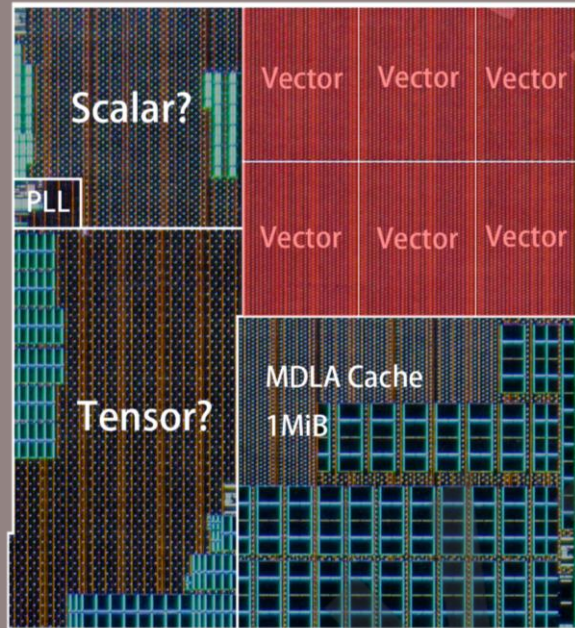 Scalar?
Vector
Vector
Vector
PLL
Vector
Vector
Vector
Tensor?
MDLA Cache
1MiB